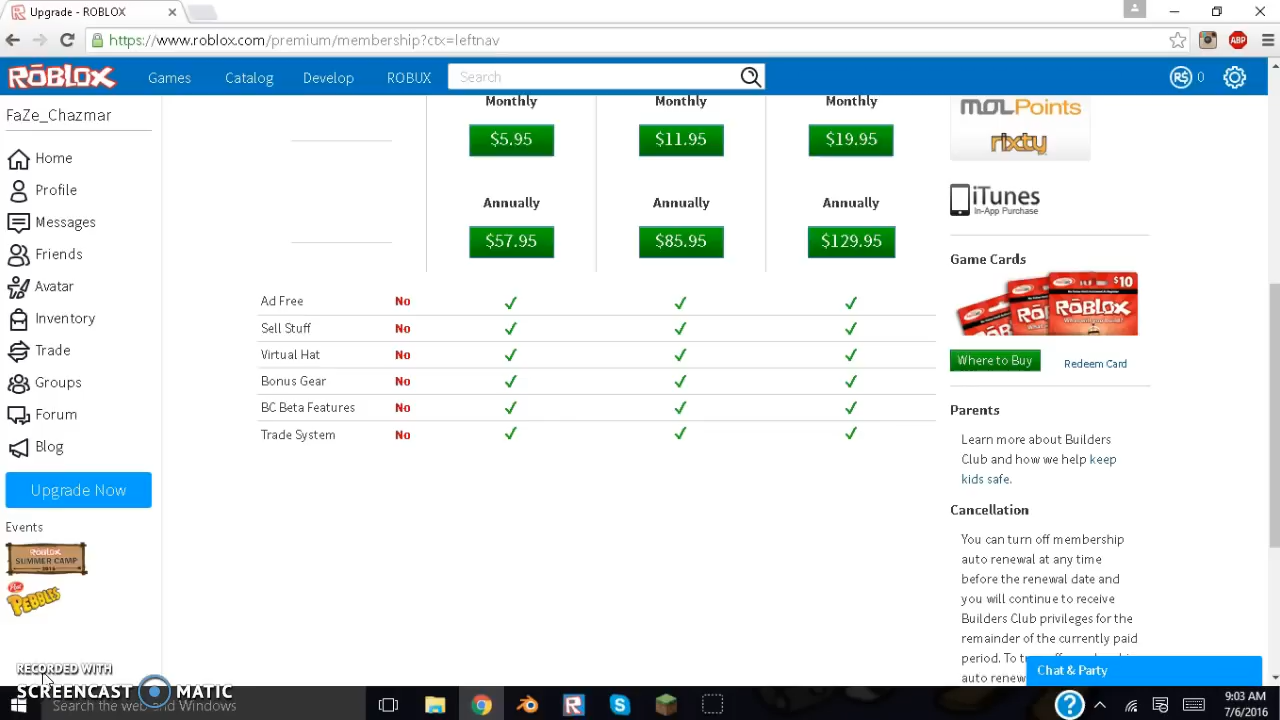 Upgrade - ROBLOX
https://www.roblox.com/premium/membership?ctx=leftnav
ABP
ROBLOX
Games
Catalog
Develop
ROBUX
Search
R$ 0
FaZe_Chazmar
Home
Profile
Messages
Friends
Avatar
Inventory
Trade
Groups
Forum
Blog
Upgrade Now
Events
ROBLOX
SUMMER CAMP
2016
Post
PEBBLES
Monthly Monthly Monthly
$5.95 $11.95 $19.95
Annually Annually Annually
$57.95 $85.95 $129.95
Ad Free No
Sell Stuff No
Virtual Hat No
Bonus Gear No
BC Beta Features No
Trade System No
MOLPoints
rixty
iTunes
In-App Purchase
Game Cards
$10
ROBLOX
Where to Buy Redeem Card
Parents
Learn more about Builders
Club and how we help keep
kids safe.
Cancellation
You can turn off membership
auto renewal at any time
before the renewal date and
you will continue to receive
Builders Club privileges for the
remainder of the currently paid
period. To
auto renew
Chat & Party
RECORDED WITH
SCREENCAST MATIC
Search the web and Windows
9:03 AM
7/6/2016